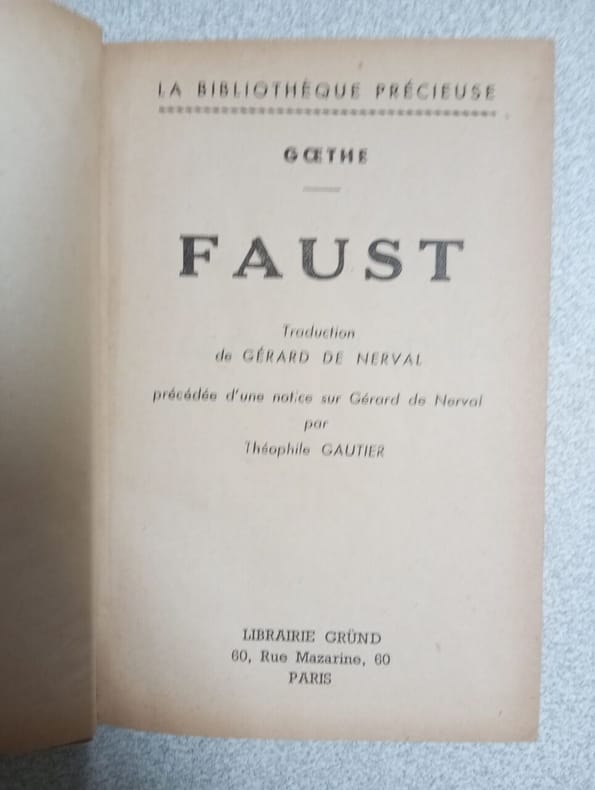 LA BIBLIOTHÈQUE PRÉCIEUSE
GŒTHE
FAUST
Traduction
de GÉRARD DE NERVAL
précédée d'une notice sur Gérard de Nerval
par
Théophile GAUTIER
LIBRAIRIE GRÜND
60, Rue Mazarine, 60
PARIS